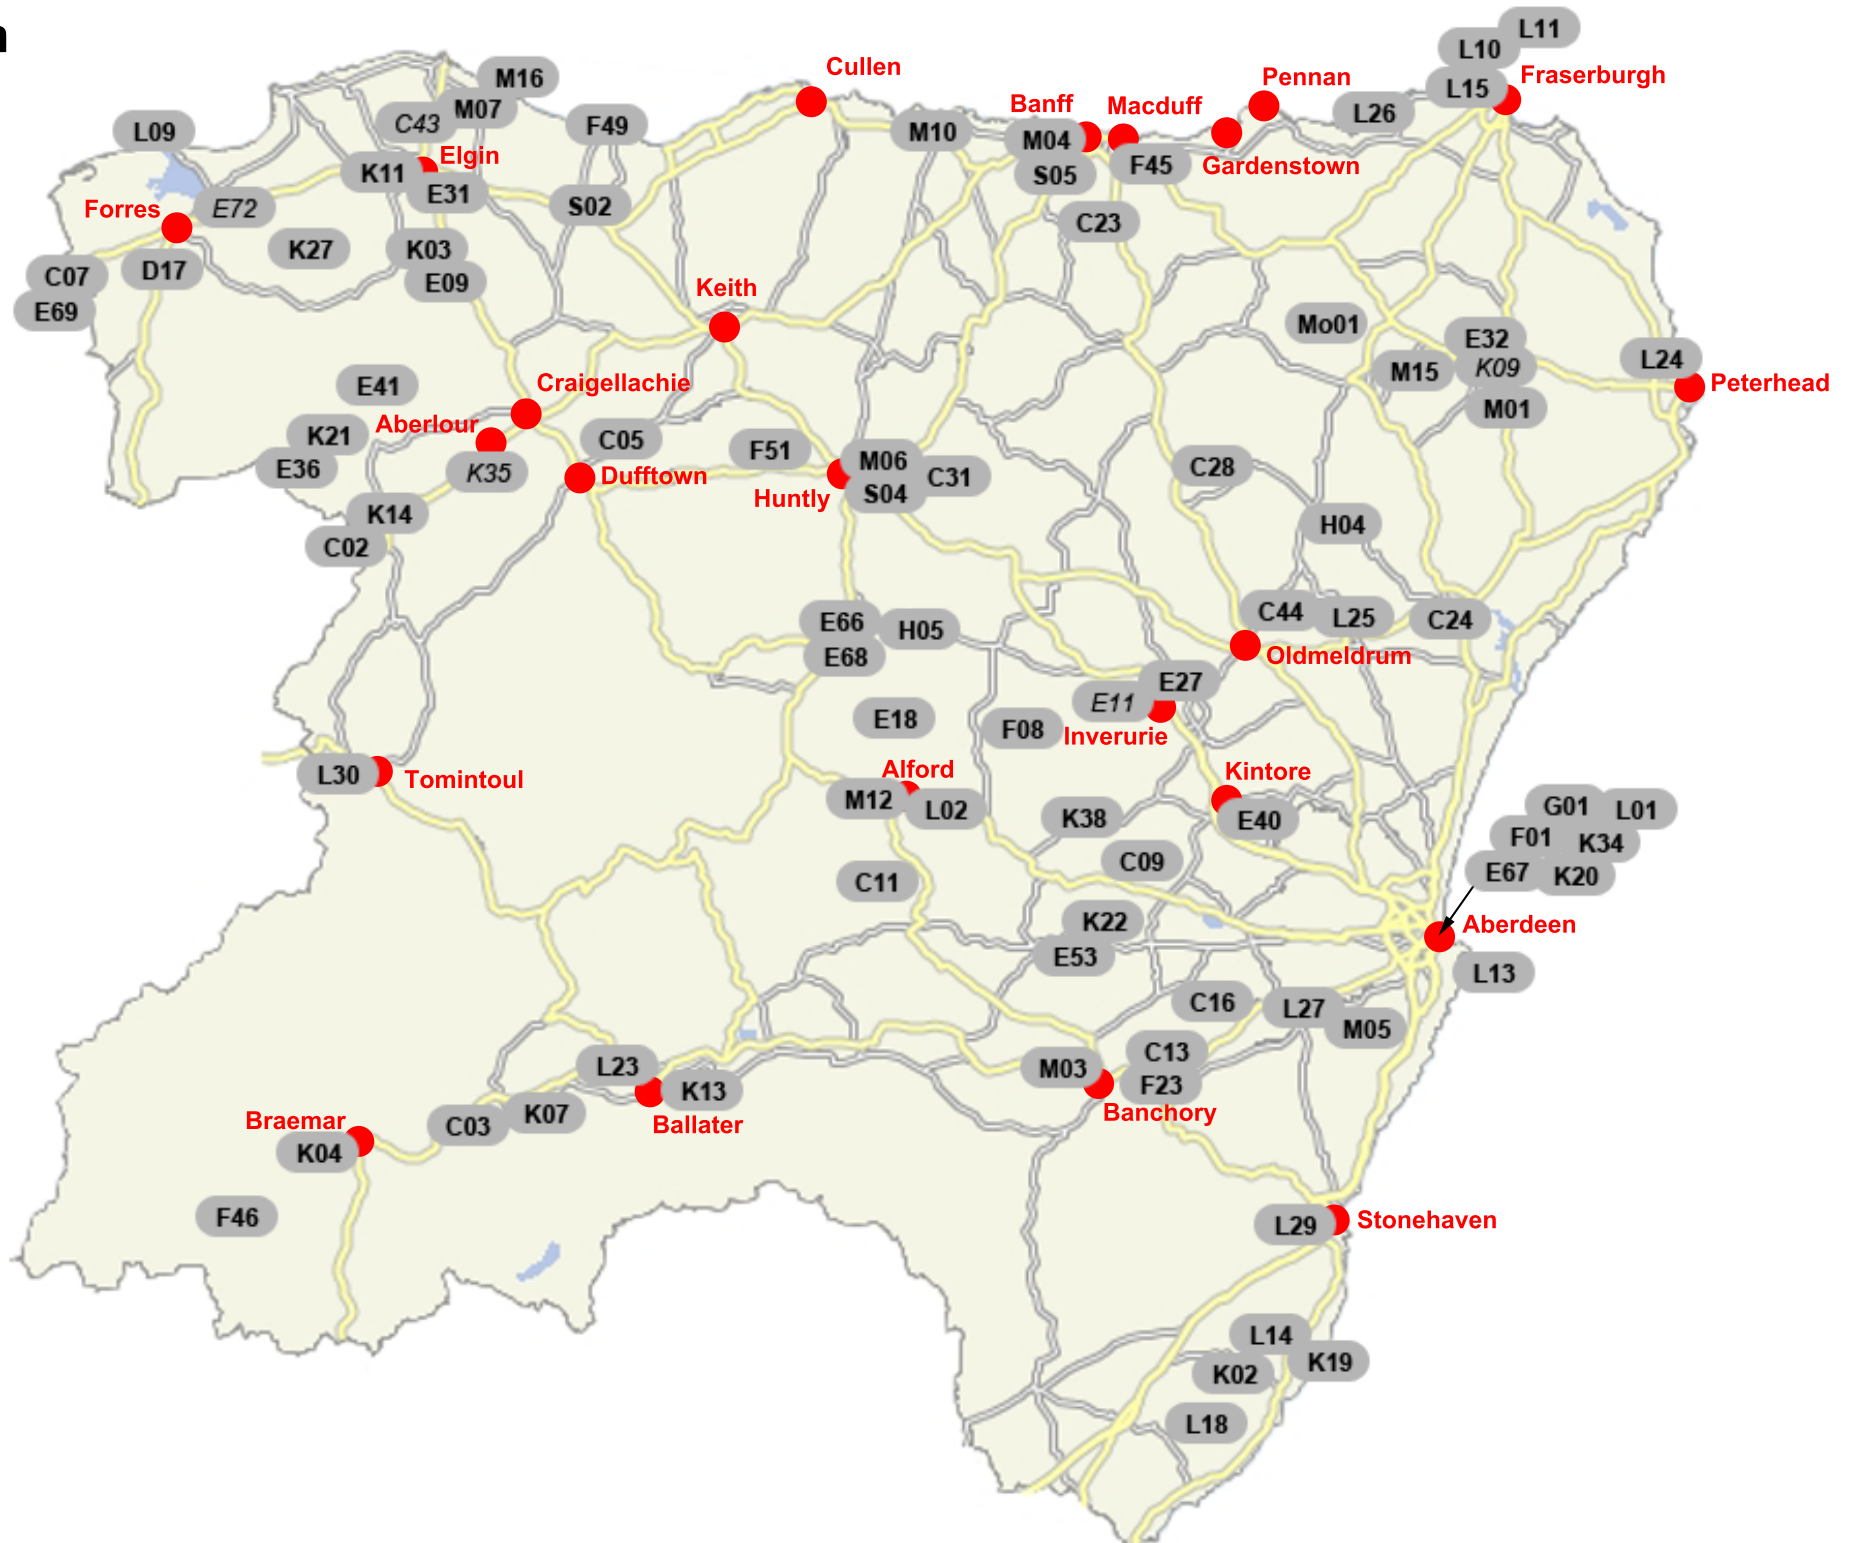 n
L11
L10
Cullen
Pennan
Fraserburgh
M16
L15
Banff
Macduff
M07
L26
C43
F49
L09
M10
M04
Elgin
F45
Gardenstown
K11
S05
E31
Forres
E72
S02
C23
K27
K03
D17
C07
E09
Keith
E69
Mo01
E32
L24
K09
M15
E41
Craigellachie
Peterhead
M01
Aberlour
K21
C05
F51
M06
E36
K35
Dufftown
C31
C28
Huntly
S04
K14
H04
C02
C44
L25
C24
E66
H05
E68
Oldmeldrum
E27
E11
E18
F08
Inverurie
L30
Tomintoul
Alford
Kintore
M12
L02
G01
L01
K38
E40
F01
K34
C09
E67
K20
C11
K22
Aberdeen
E53
L13
C16
L27
M05
C13
L23
M03
F23
K13
K07
Banchory
Braemar
C03
Ballater
K04
F46
L29
Stonehaven
L14
K19
K02
L18